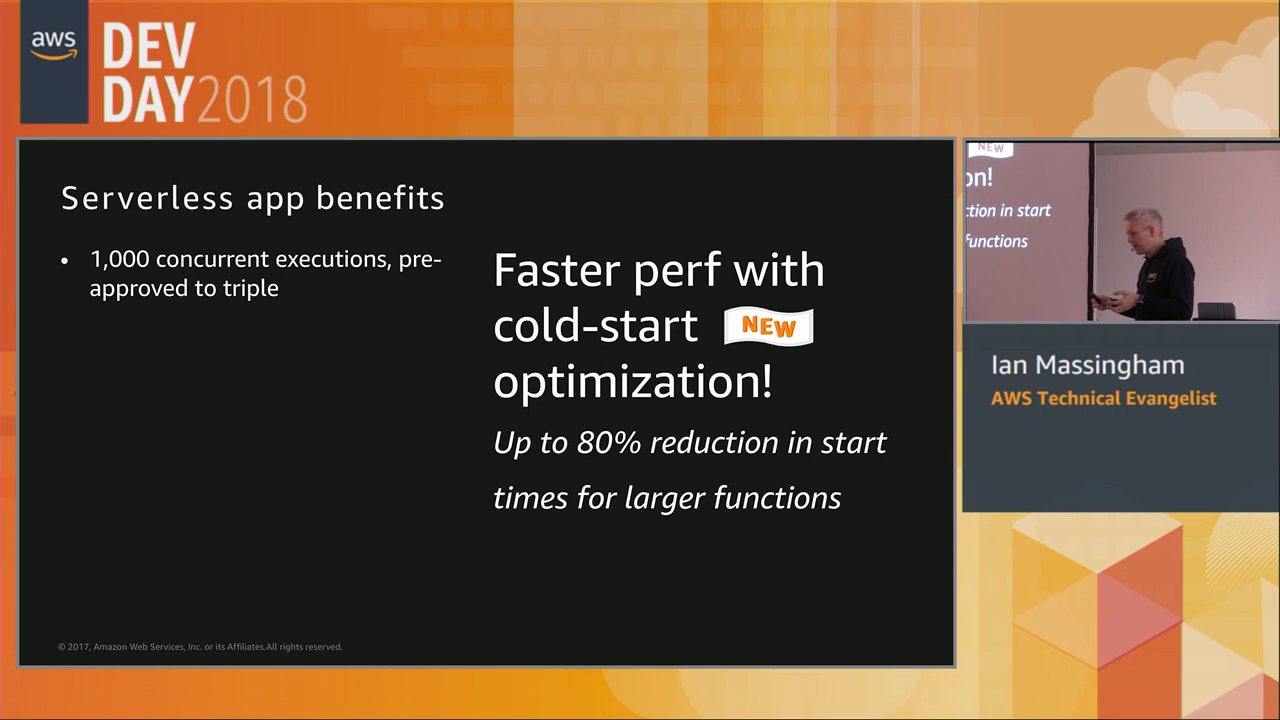 aws
DEV
DAY2018
Serverless app benefits
• 1,000 concurrent executions, pre-
approved to triple
Faster perf with
cold-start NEW
optimization!
Up to 80% reduction in start
times for larger functions
© 2017, Amazon Web Services, Inc. or its Affiliates.All rights reserved.
NEW
on!
ction in start
functions
Ian Massingham
AWS Technical Evangelist